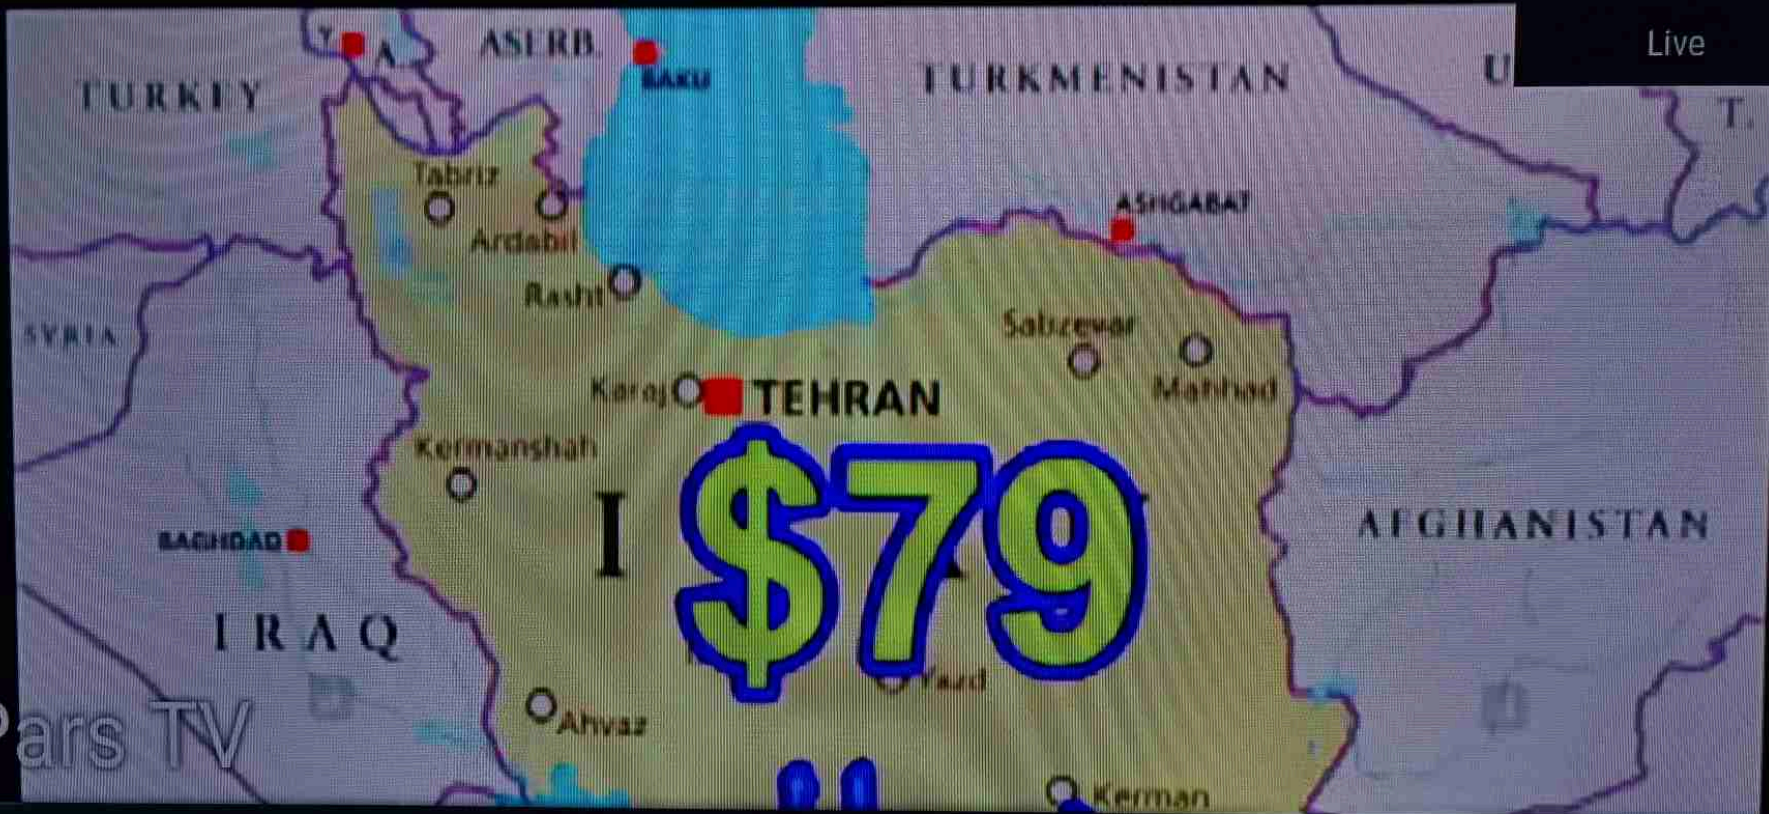 Live
Y
A
ASERB.
BAKU
TURKEY
TURKMENISTAN
U
T.
Tabriz
Ardabil
ASHGABAT
Rasht
SYRIA
Sabzevar
Mahhad
Karaj
TEHRAN
Kermanshah
I
$79
BAGHDAD
AFGHANISTAN
IRAQ
Yazd
Ahvaz
Pars TV
Kerman